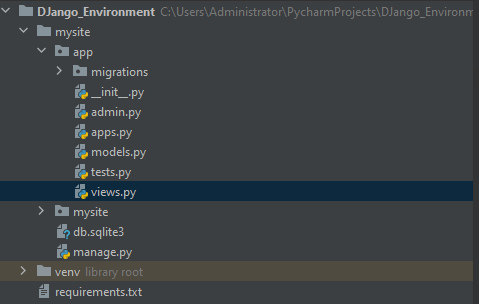 DJango_Environment C:\Users\Administrator\PycharmProjects\DJango_Environm
mysite
app
migrations
__init__.py
admin.py
apps.py
models.py
tests.py
views.py
mysite
db.sqlite3
manage.py
venv library root
requirements.txt